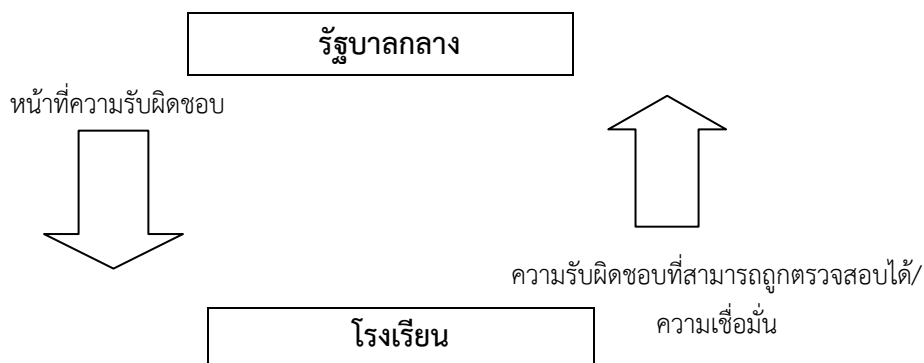 รัฐบาลกลาง
หน้าที่ความรับผิดชอบ
ความรับผิดชอบที่สามารถถูกตรวจสอบได้/
ความเชื่อมั่น
โรงเรียน